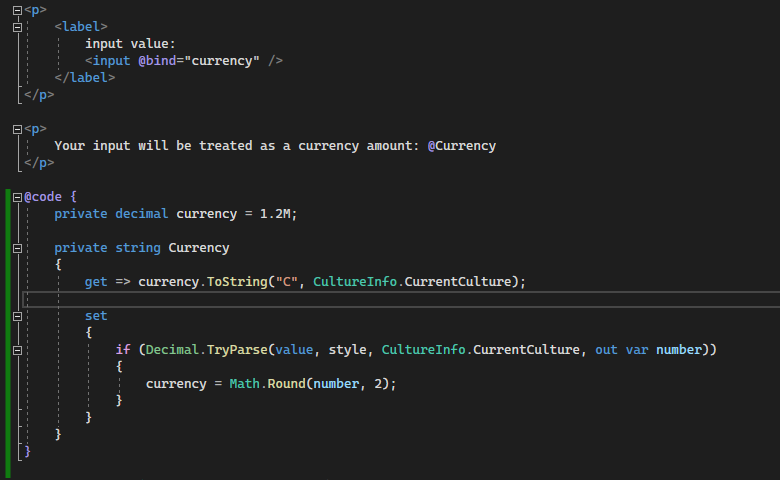 <p>
    <label>
        input value:
        <input @bind="currency" />
    </label>
</p>

<p>
    Your input will be treated as a currency amount: @Currency
</p>

@code {
    private decimal currency = 1.2M;

    private string Currency
    {
        get => currency.ToString("C", CultureInfo.CurrentCulture);

        set
        {
            if (Decimal.TryParse(value, style, CultureInfo.CurrentCulture, out var number))
            {
                currency = Math.Round(number, 2);
            }
        }
    }
}